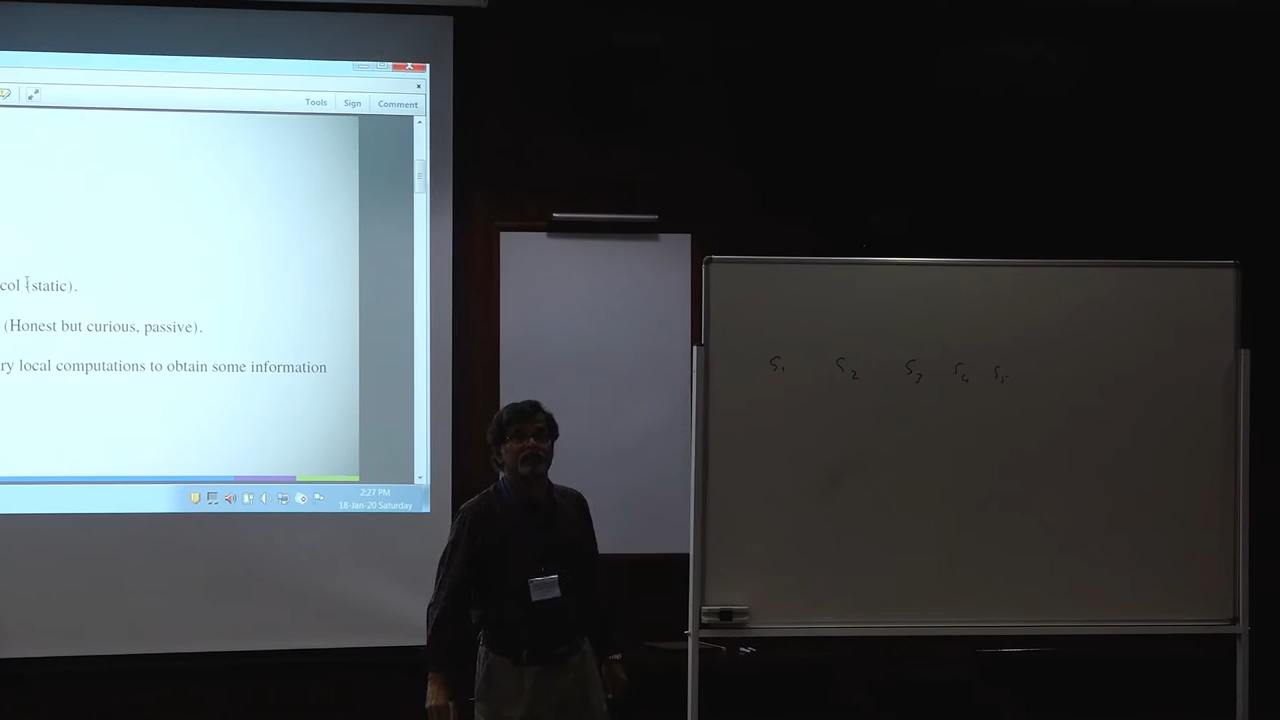 Tools Sign Comment
col (static).
(Honest but curious, passive).
ry local computations to obtain some information
2:27 PM
18-Jan-20 Saturday
S1 S2 S3 S4 S5